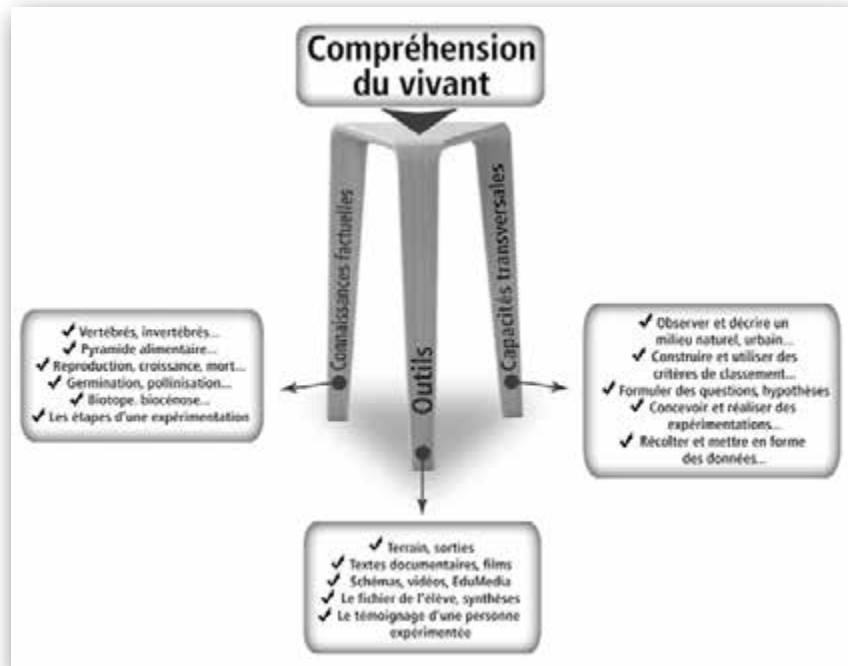 Compréhension
du vivant
Connaissances factuelles
Outils
Capacités transversales
✓ Vertébrés, invertébrés...
✓ Pyramide alimentaire...
✓ Reproduction, croissance, mort...
✓ Germination, pollinisation...
✓ Biotope. biocénose...
✓ Les étapes d'une expérimentation
✓ Observer et décrire un
milieu naturel, urbain...
✓ Construire et utiliser des
critères de classement...
✓ Formuler des questions, hypothèses
✓ Concevoir et réaliser des
expérimentations...
✓ Récolter et mettre en forme
des données...
✓ Terrain, sorties
✓ Textes documentaires, films
✓ Schémas, vidéos, EduMedia
✓ Le fichier de l'élève, synthèses
✓ Le témoignage d'une personne
expérimentée